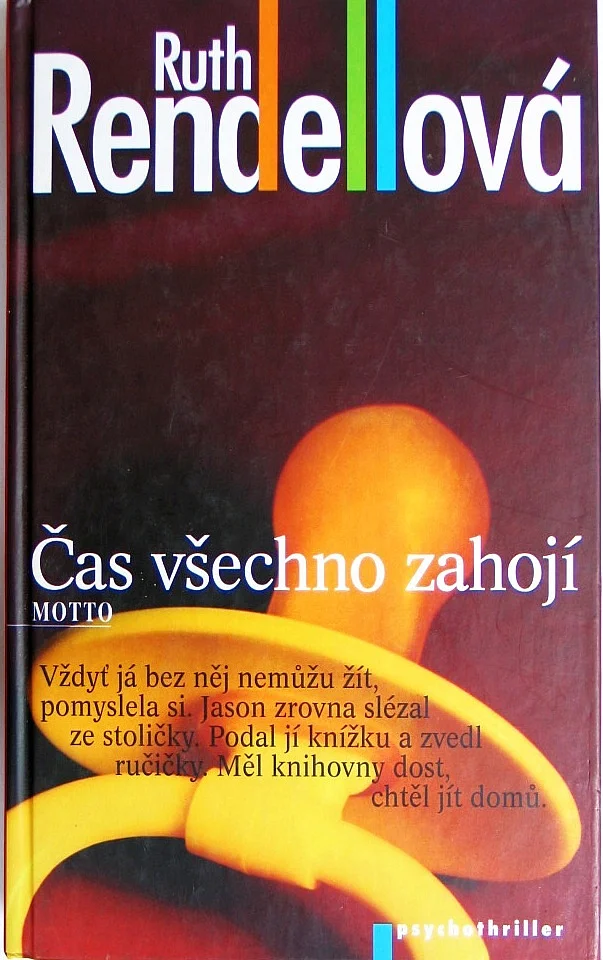 Ruth
Rendellová
Čas všechno zahojí
MOTTO
Vždyť já bez něj nemůžu žít,
pomyslela si. Jason zrovna slézal
ze stoličky. Podal jí knížku a zvedl
ručičky. Měl knihovny dost,
chtěl jít domů.
psychothriller